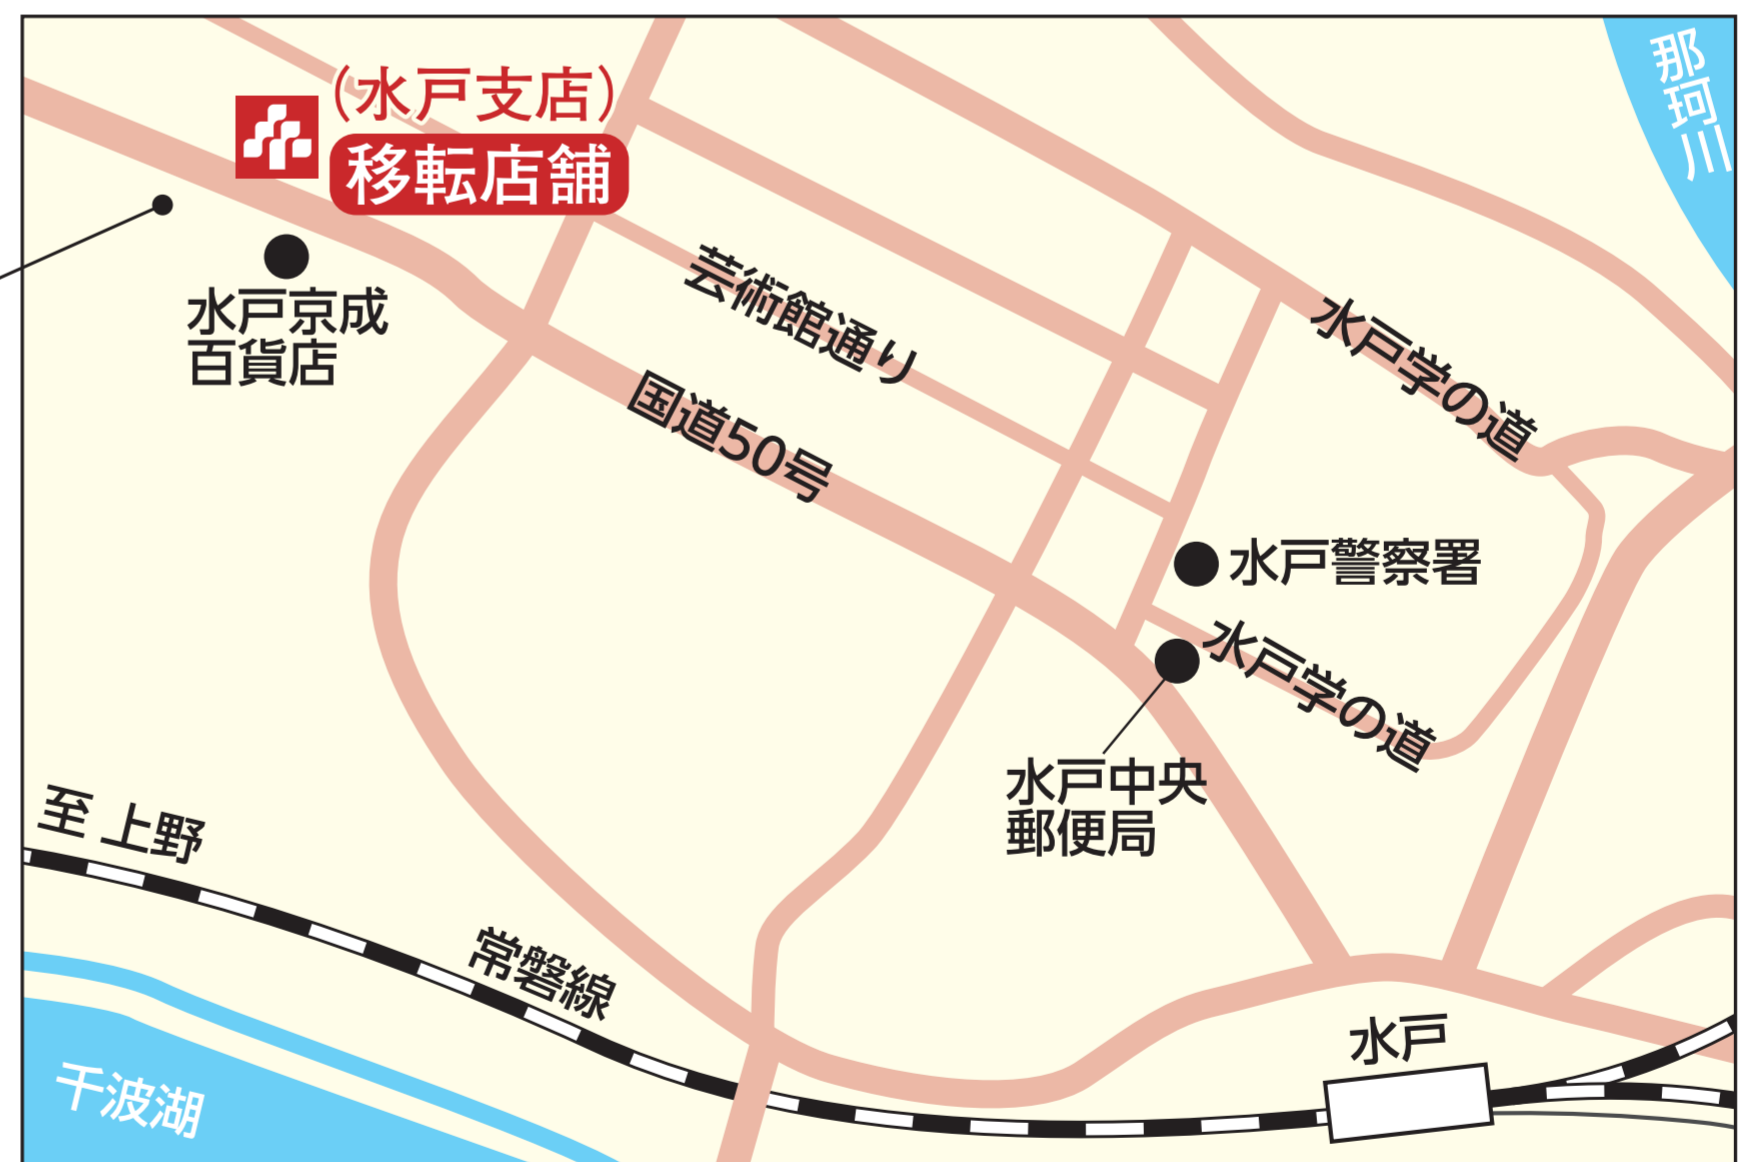 那珂川
（水戸支店）
移転店舗
水戸京成
百貨店
芸術館通り
国道50号
水戸学の道
水戸警察署
水戸学の道
水戸中央
郵便局
至 上野
常磐線
水戸
千波湖